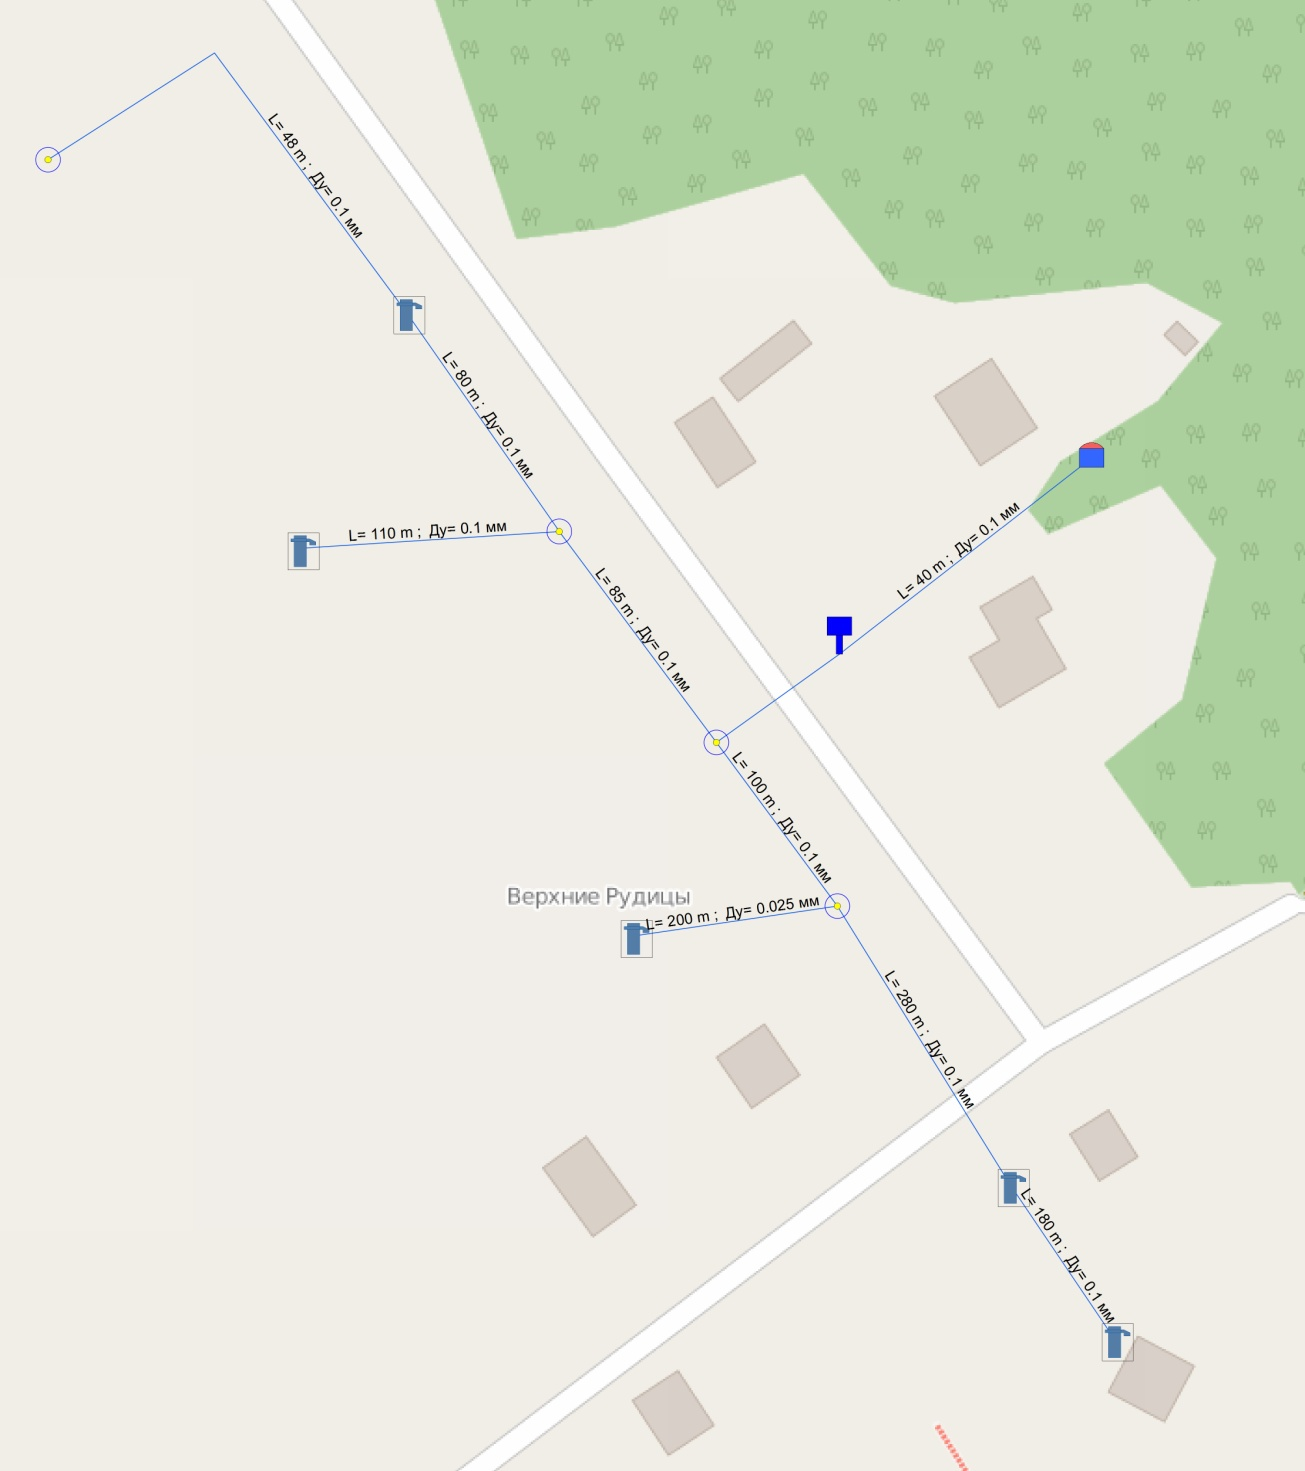 L= 48 m ;  Ду= 0.1 мм
L= 80 m ;  Ду= 0.1 мм
L= 110 m ;  Ду= 0.1 мм
L= 40 m ;  Ду= 0.1 мм
L= 85 m ;  Ду= 0.1 мм
L= 100 m ;  Ду= 0.1 мм
Верхние Рудицы
L= 200 m ;  Ду= 0.025 мм
L= 280 m ;  Ду= 0.1 мм
L= 180 m ;  Ду= 0.1 мм